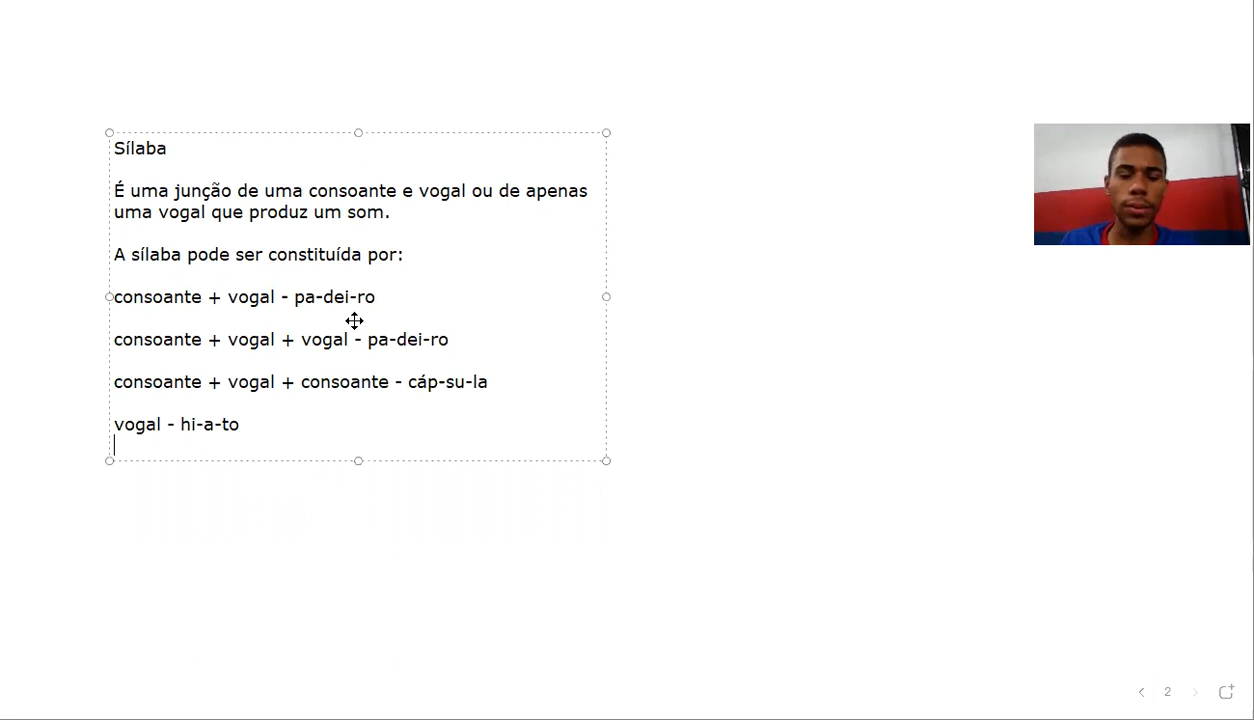 Sílaba
É uma junção de uma consoante e vogal ou de apenas
uma vogal que produz um som.
A sílaba pode ser constituída por:
consoante + vogal - pa-dei-ro
consoante + vogal + vogal - pa-dei-ro
consoante + vogal + consoante - cáp-su-la
vogal - hi-a-to
2